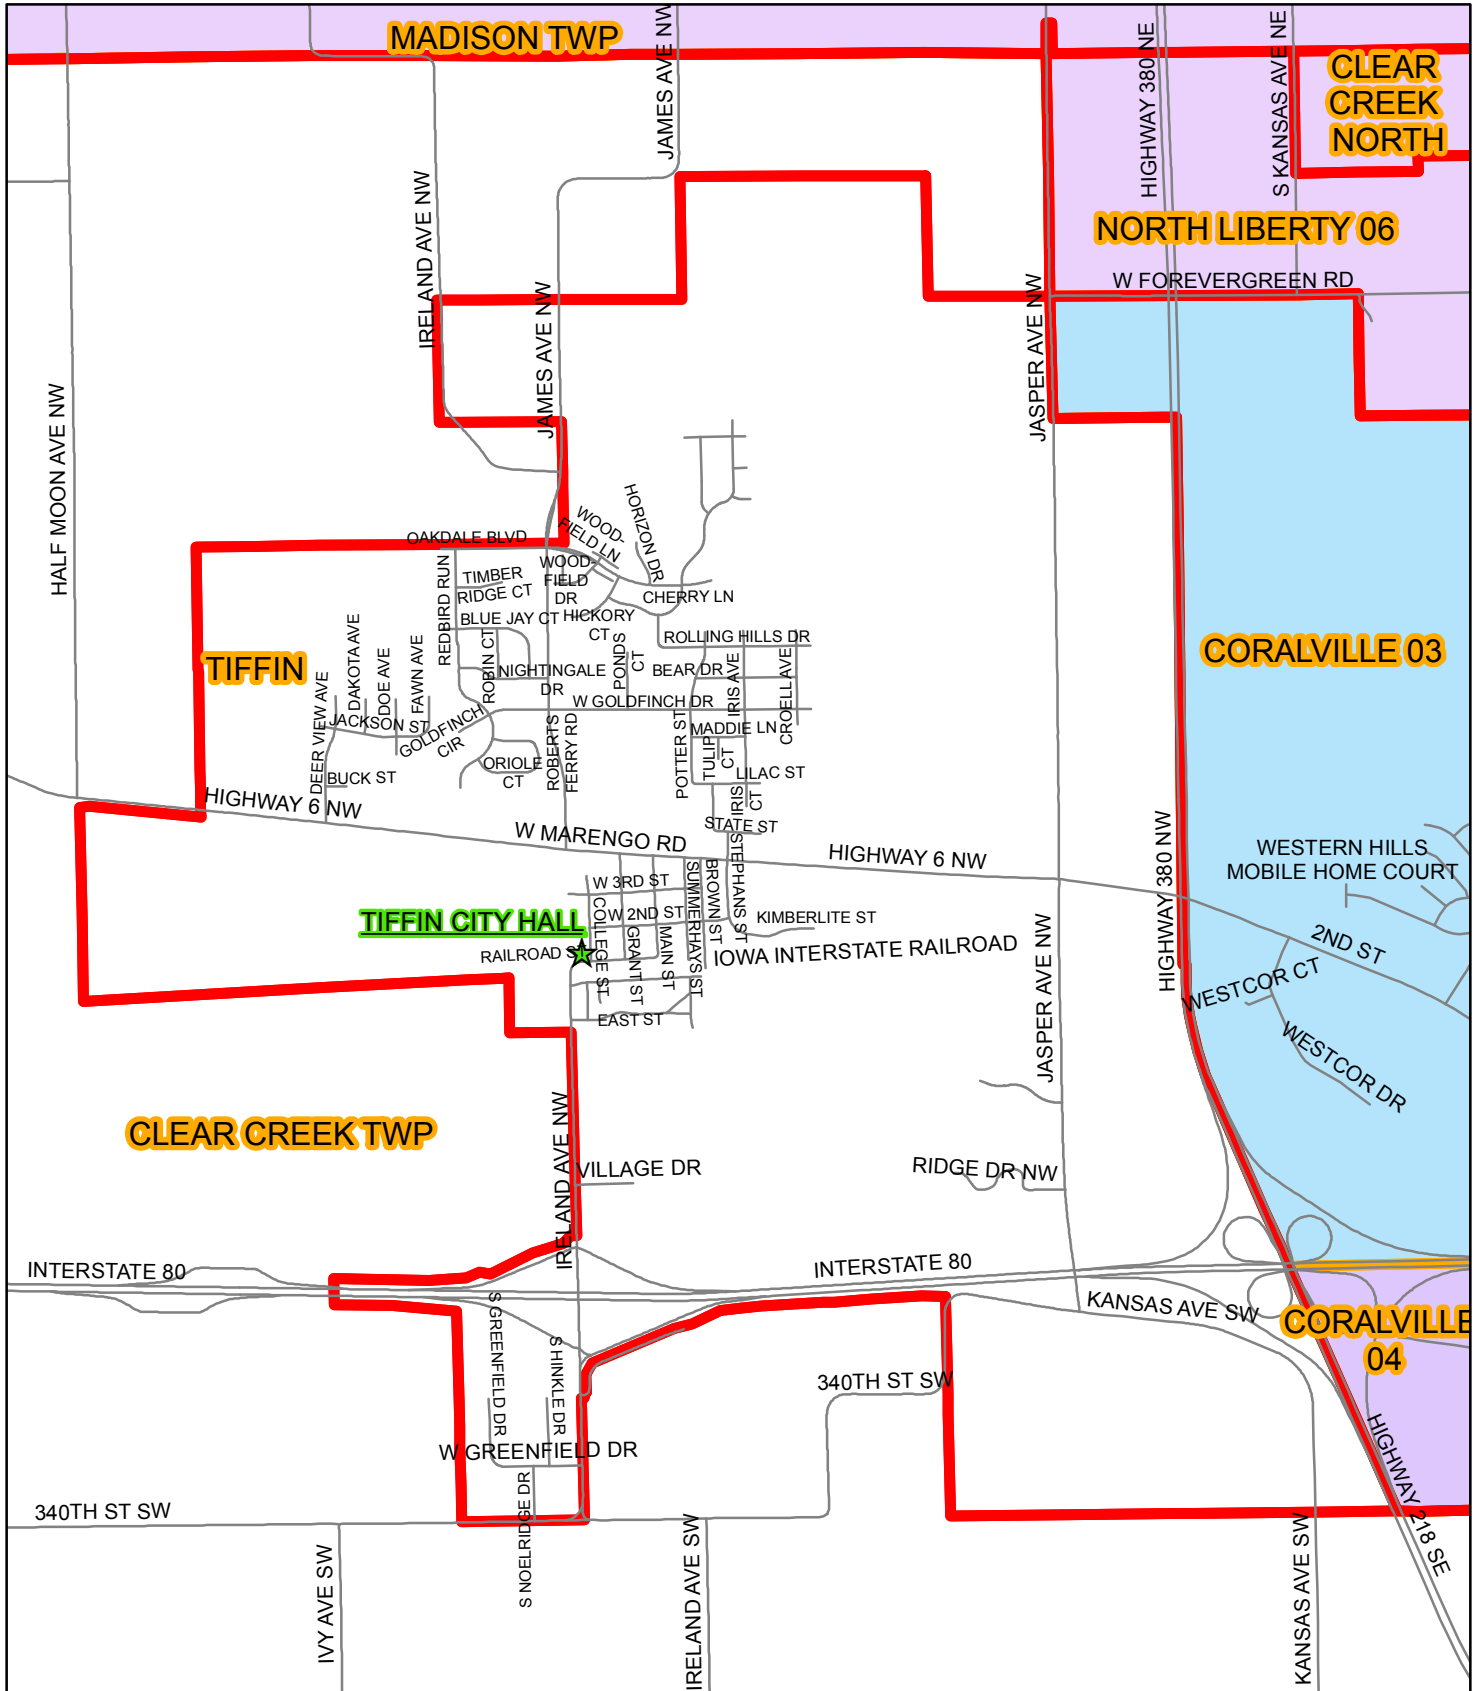 MADISON TWP
JAMES AVE NW
HIGHWAY 380 NE
S KANSAS AVE NE
CLEAR
CREEK
NORTH
IRELAND AVE NW
NORTH LIBERTY 06
W FOREVERGREEN RD
JAMES AVE NW
JASPER AVE NW
HALF MOON AVE NW
HORIZON DR
WOOD-
FIELD LN
OAKDALE BLVD
WOOD-
FIELD
DR
TIMBER
RIDGE CT
REDBIRD RUN
CHERRY LN
BLUE JAY CT
HICKORY
CT
ROLLING HILLS DR
CORALVILLE 03
TIFFIN
DAKOTA AVE
DOE AVE
FAWN AVE
DEER VIEW AVE
ROBIN CT
NIGHTINGALE
DR
PONDS
CT
BEAR DR
IRIS AVE
CROELL AVE
W GOLDFINCH DR
JACKSON ST
GOLDFINCH
CIR
ROBERTS
FERRY RD
POTTER ST
MADDIE LN
TULIP
CT
ORIOLE
CT
BUCK ST
LILAC ST
IRIS
CT
HIGHWAY 6 NW
W MARENGO RD
STATE ST
HIGHWAY 6 NW
HIGHWAY 380 NW
WESTERN HILLS
MOBILE HOME COURT
W 3RD ST
SUMMERHAYS ST
BROWN ST
STEPHANS ST
COLLEGE ST
W 2ND ST
GRANT ST
MAIN ST
KIMBERLITE ST
TIFFIN CITY HALL
RAILROAD ST
IOWA INTERSTATE RAILROAD
2ND ST
WESTCOR CT
JASPER AVE NW
EAST ST
WESTCOR DR
CLEAR CREEK TWP
IRELAND AVE NW
VILLAGE DR
RIDGE DR NW
INTERSTATE 80
INTERSTATE 80
S GREENFIELD DR
S HINKLE DR
KANSAS AVE SW
CORALVILLE
04
340TH ST SW
HIGHWAY 218 SE
W GREENFIELD DR
340TH ST SW
S NOELRIDGE DR
IVY AVE SW
IRELAND AVE SW
KANSAS AVE SW